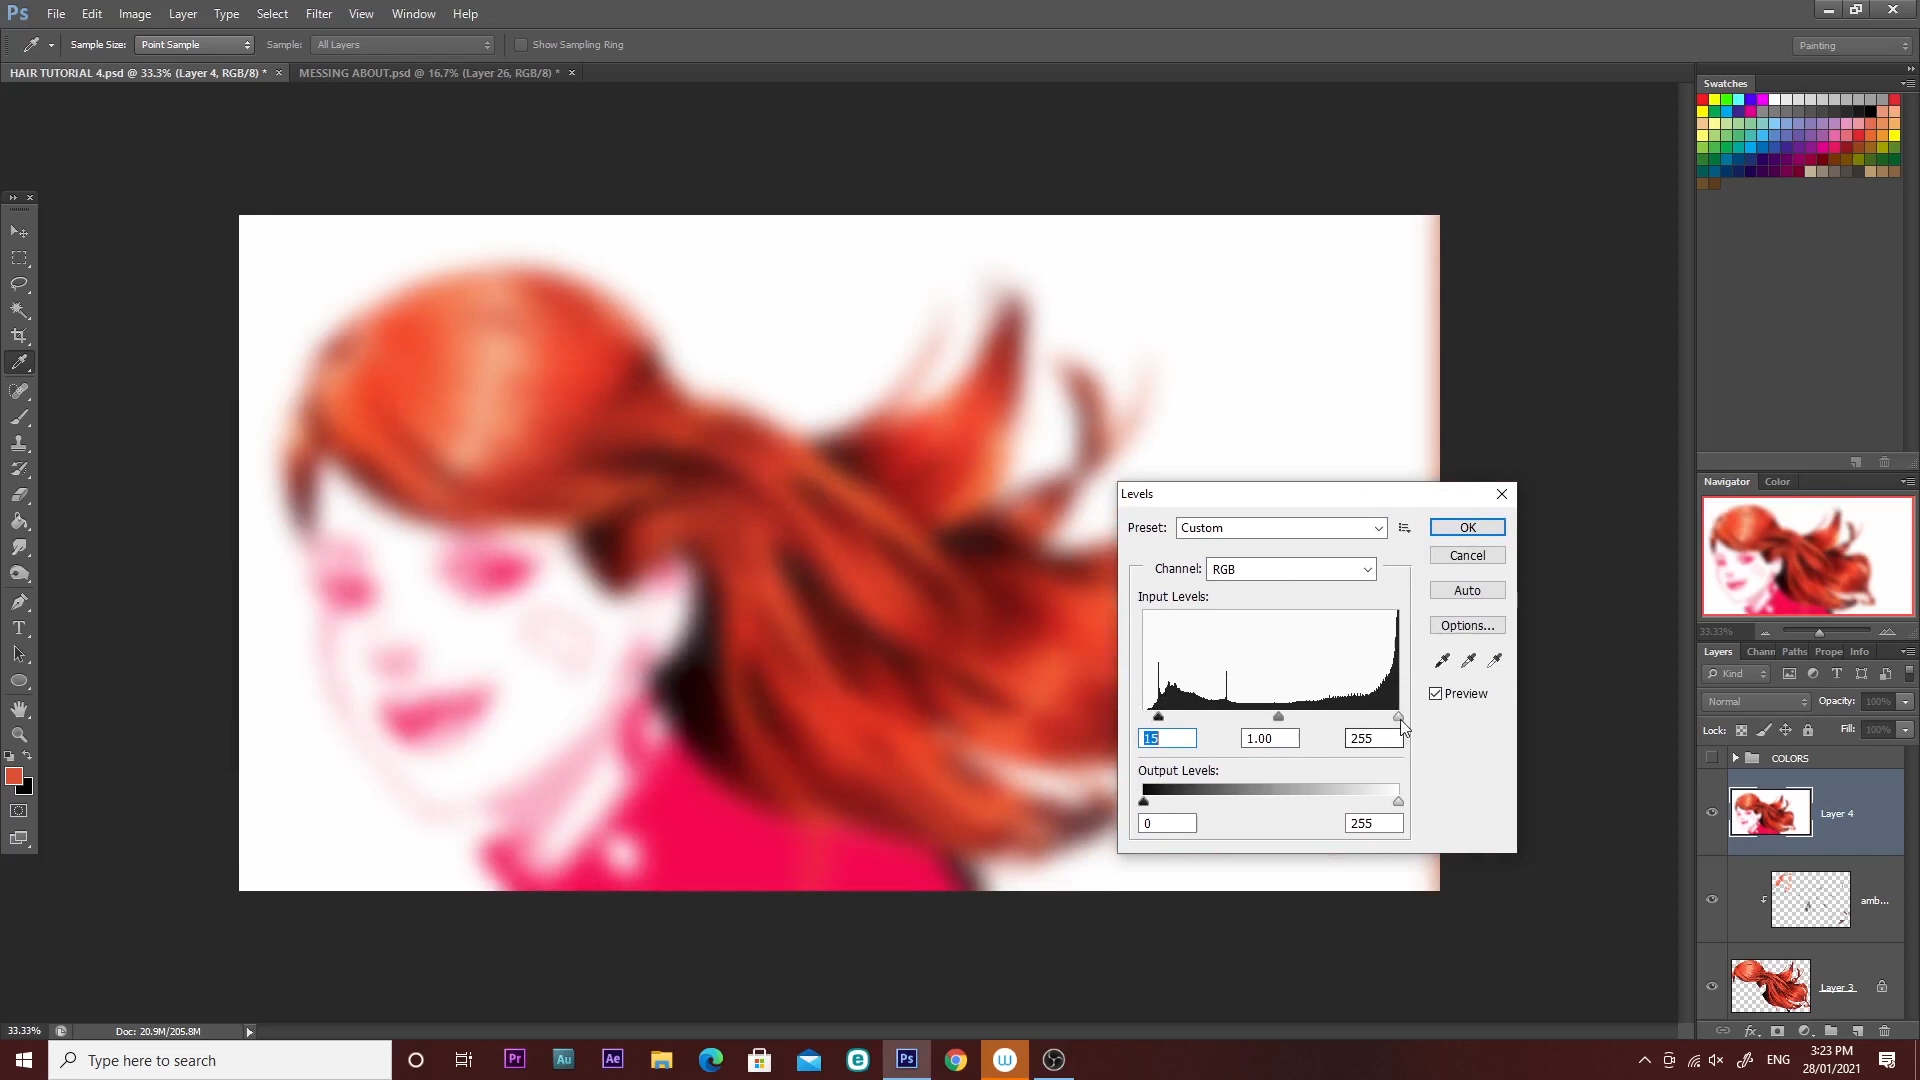 Ps File Edit Image Layer Type Select Filter View Window Help
Sample Size: Point Sample Sample: All Layers Show Sampling Ring Painting
HAIR TUTORIAL 4.psd @ 33.3% (Layer 4, RGB/8) * × MESSING ABOUT.psd @ 16.7% (Layer 26, RGB/8) * ×
Swatches
Navigator Color
33.33%
Layers Chann Paths Prope Info
Kind
Normal Opacity: 100%
Lock: Fill: 100%
COLORS
Layer 4
amb...
Layer 3
Levels
Preset: Custom OK
Cancel
Channel: RGB
Auto
Input Levels:
Options...
Preview
15 1.00 255
Output Levels:
0 255
33.33% Doc: 20.9M/205.8M
Type here to search Pr Au Ae Ps ENG
3:23 PM
28/01/2021